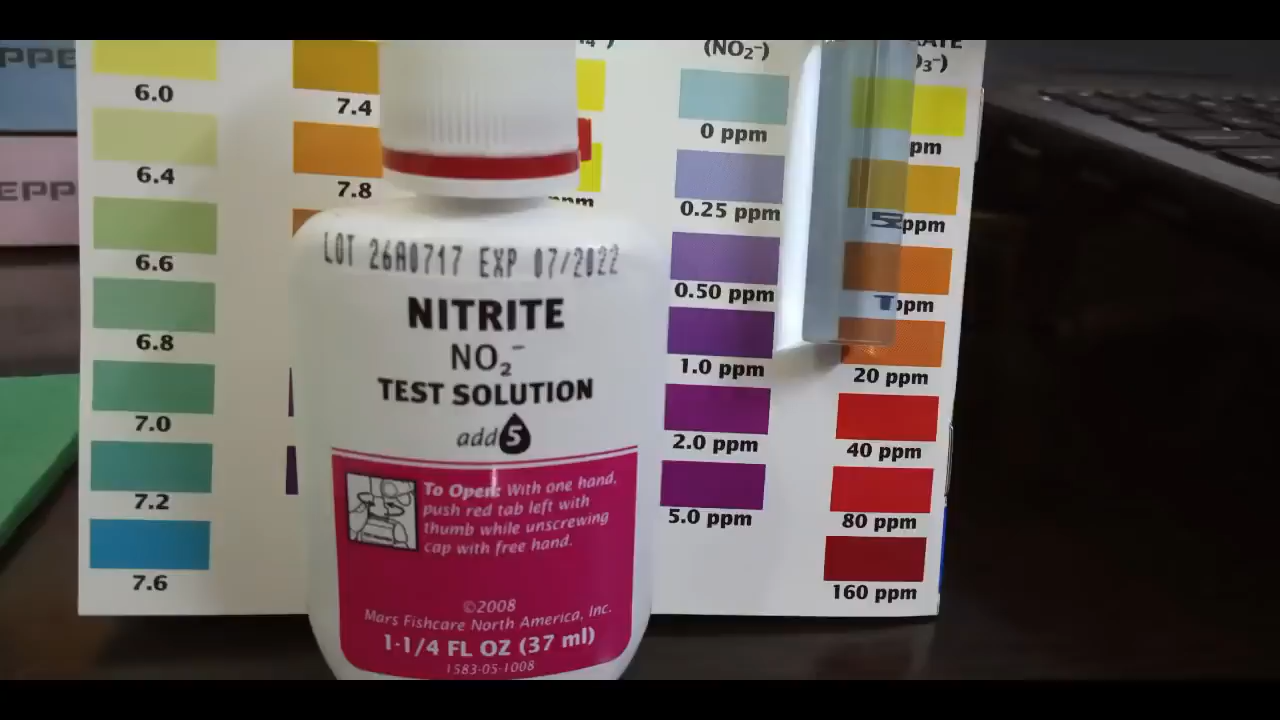 6.0
6.4
6.6
6.8
7.0
7.2
7.6
7.4
7.8
LOT 26A0717 EXP 07/2022
NITRITE
NO₂⁻
TEST SOLUTION
add 5
To Open: With one hand,
push red tab left with
thumb while unscrewing
cap with free hand.
©2008
Mars Fishcare North America, Inc.
1-1/4 FL OZ (37 ml)
1583-05-1008
(NO₂⁻)
0 ppm
0.25 ppm
0.50 ppm
1.0 ppm
2.0 ppm
5.0 ppm
ppm
ppm
ppm
20 ppm
40 ppm
80 ppm
160 ppm